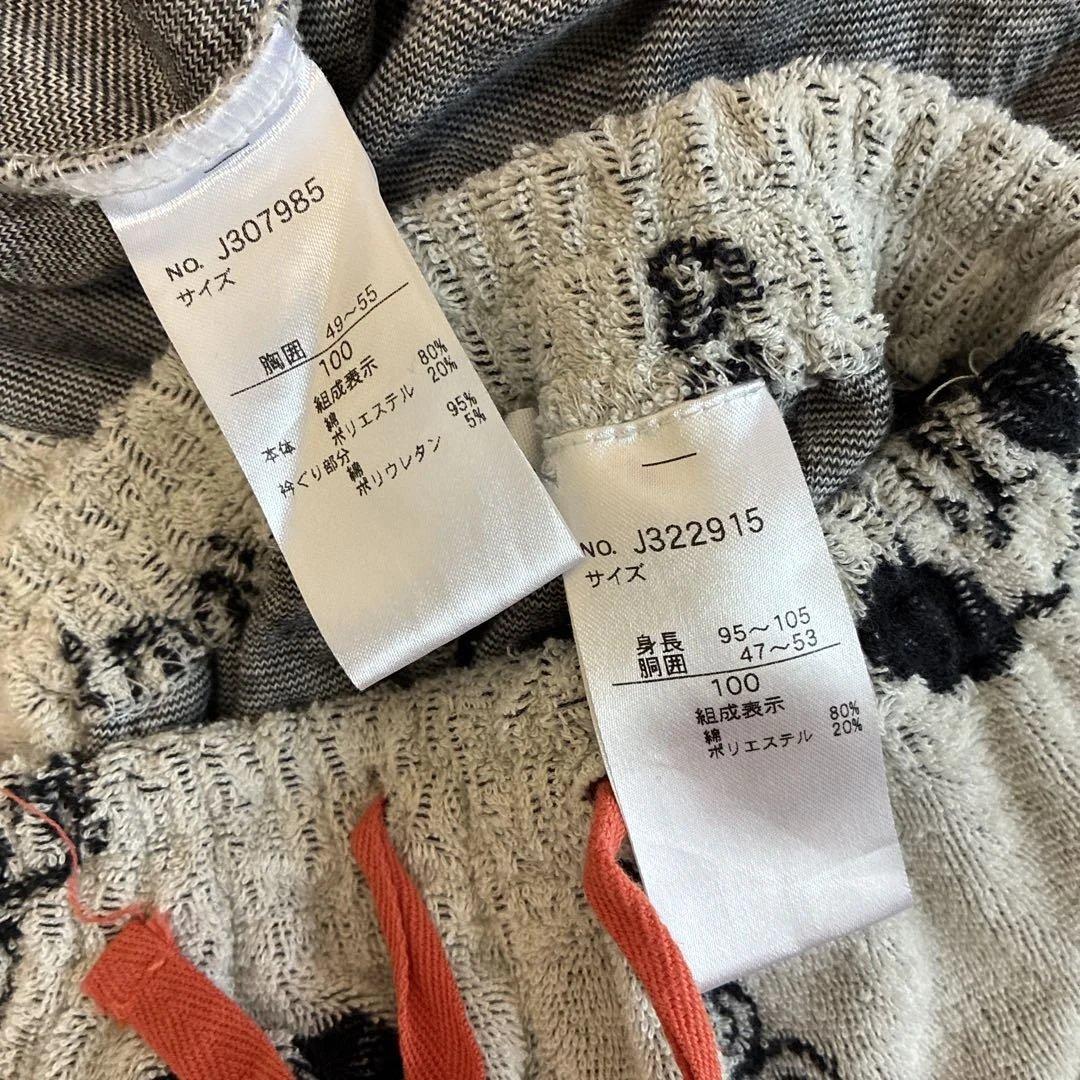 NO. J307985
サイズ
胸囲 49～55
100
組成表示
本体 綿 80%
ポリエステル 20%
衿ぐり部分 綿 95%
ポリウレタン 5%
NO. J322915
サイズ
身長 95～105
胴囲 47～53
100
組成表示
綿 80%
ポリエステル 20%